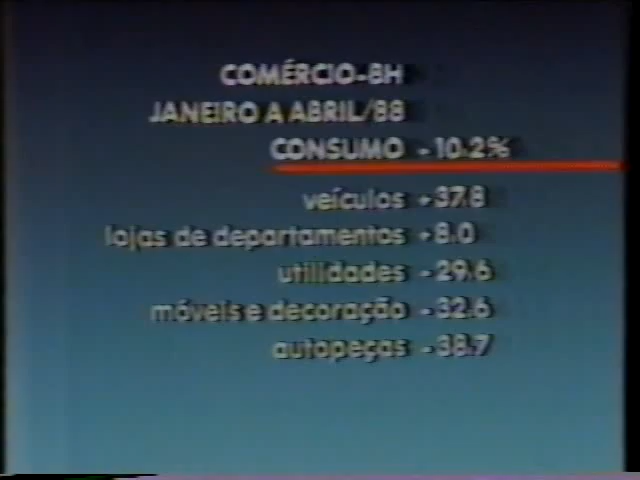 COMÉRCIO-BH
JANEIRO A ABRIL/88
CONSUMO -10.2%
veículos +37.8
lojas de departamentos +8.0
utilidades -29.6
móveis e decoração -32.6
autopeças -38.7